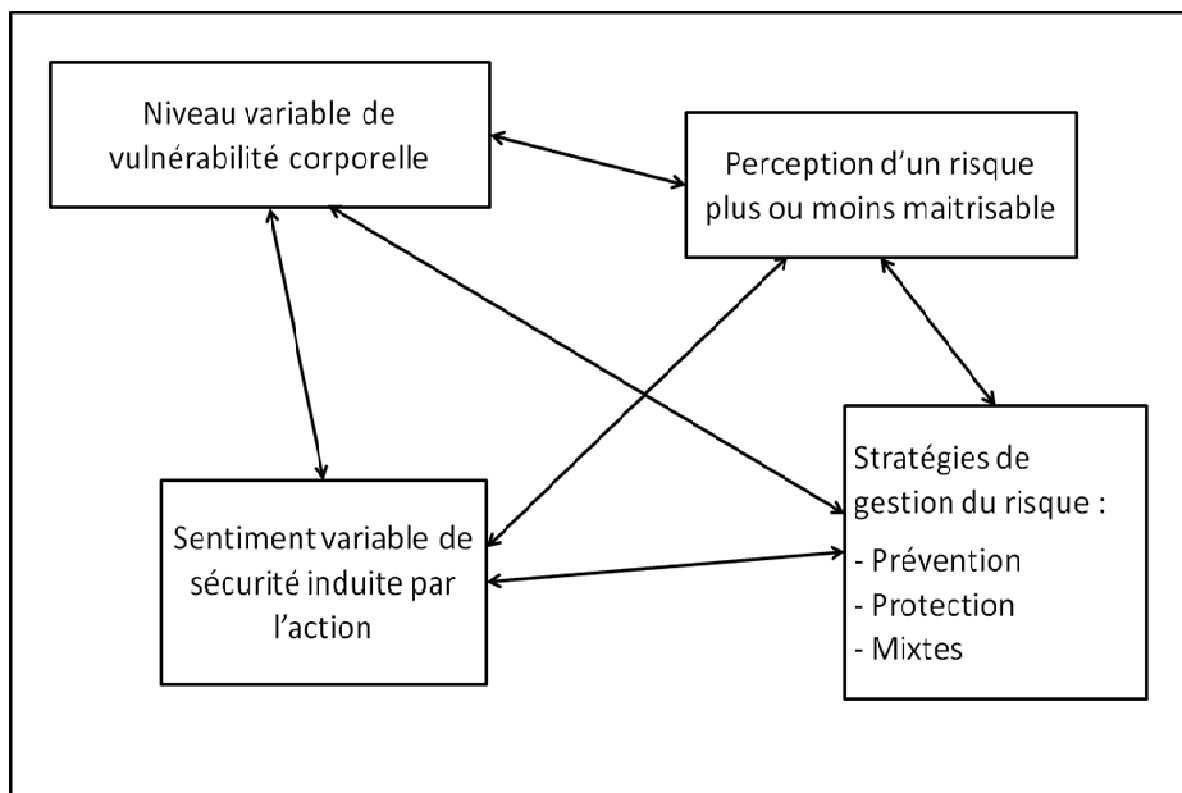 Niveau variable de
vulnérabilité corporelle
Perception d'un risque
plus ou moins maitrisable
Sentiment variable de
sécurité induite par
l'action
Stratégies de
gestion du risque :
- Prévention
- Protection
- Mixtes